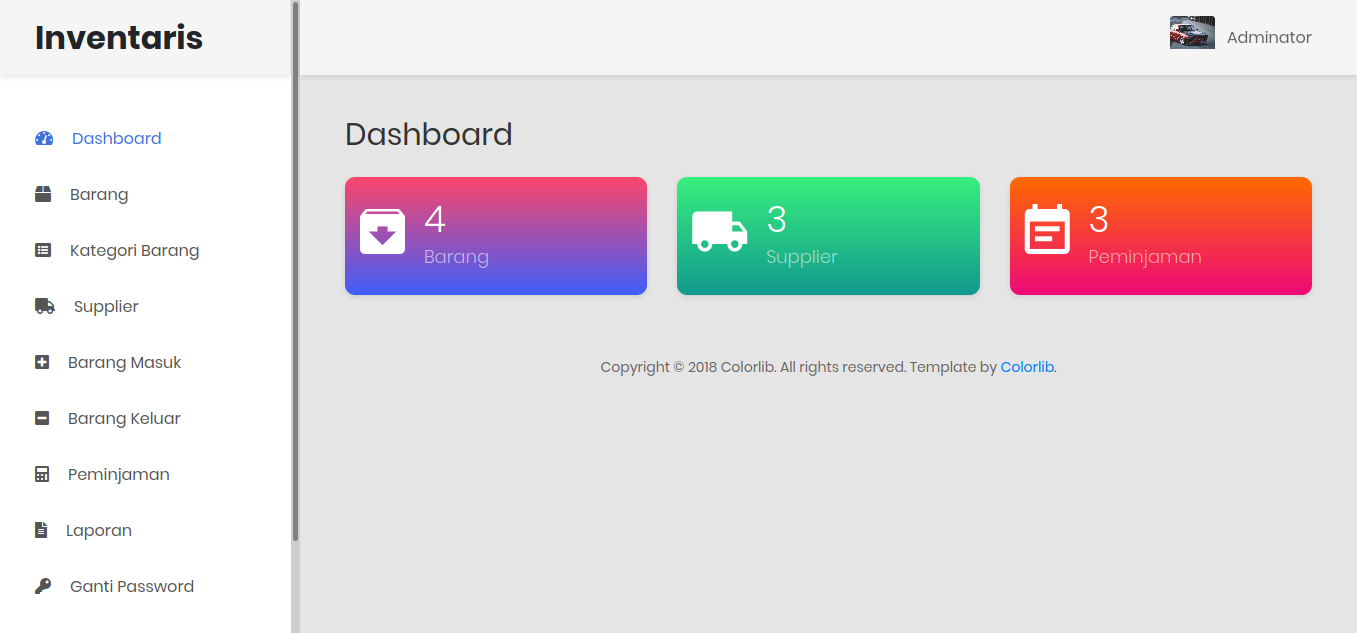 Inventaris
Adminator
Dashboard
Barang
Kategori Barang
Supplier
Barang Masuk
Barang Keluar
Peminjaman
Laporan
Ganti Password
Dashboard
4
Barang
3
Supplier
3
Peminjaman
Copyright © 2018 Colorlib. All rights reserved. Template by Colorlib.